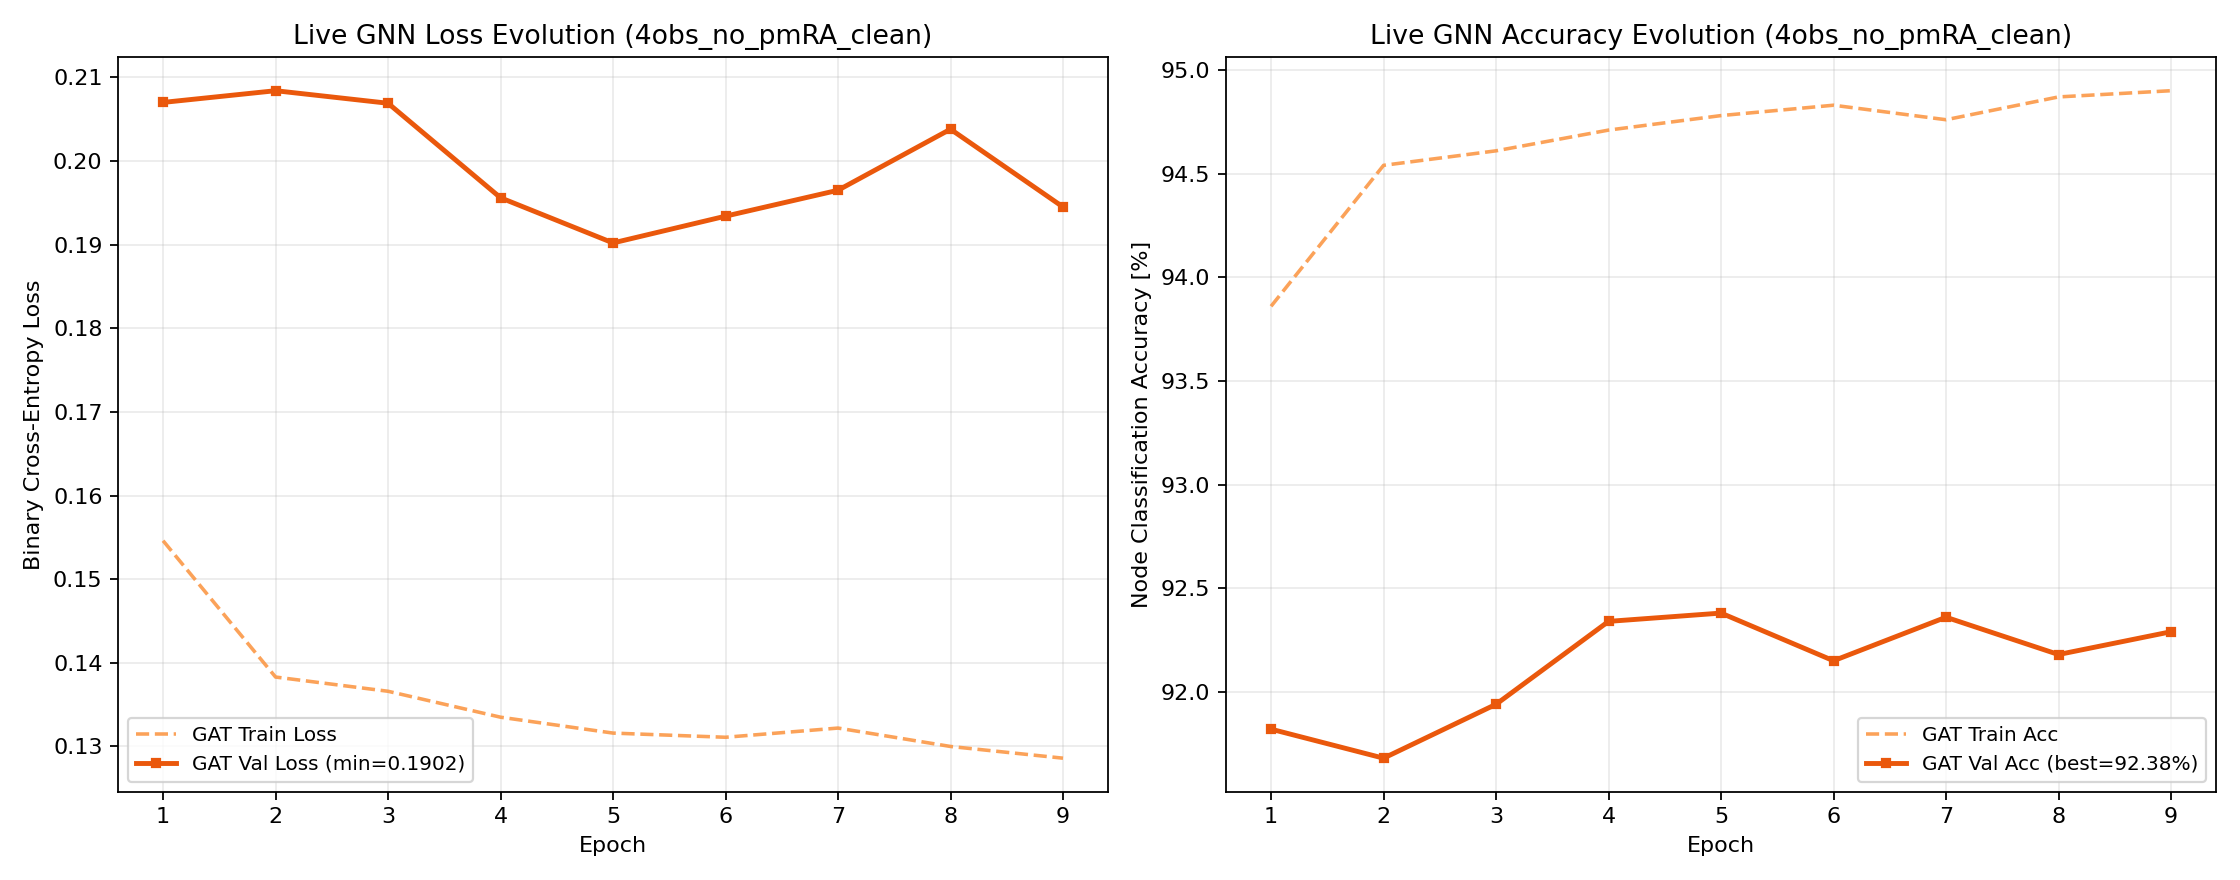 Live GNN Loss Evolution (4obs_no_pmRA_clean)
Binary Cross-Entropy Loss
0.21
0.20
0.19
0.18
0.17
0.16
0.15
0.14
0.13
GAT Train Loss
GAT Val Loss (min=0.1902)
1 2 3 4 5 6 7 8 9
Epoch
Live GNN Accuracy Evolution (4obs_no_pmRA_clean)
Node Classification Accuracy [%]
95.0
94.5
94.0
93.5
93.0
92.5
92.0
GAT Train Acc
GAT Val Acc (best=92.38%)
1 2 3 4 5 6 7 8 9
Epoch